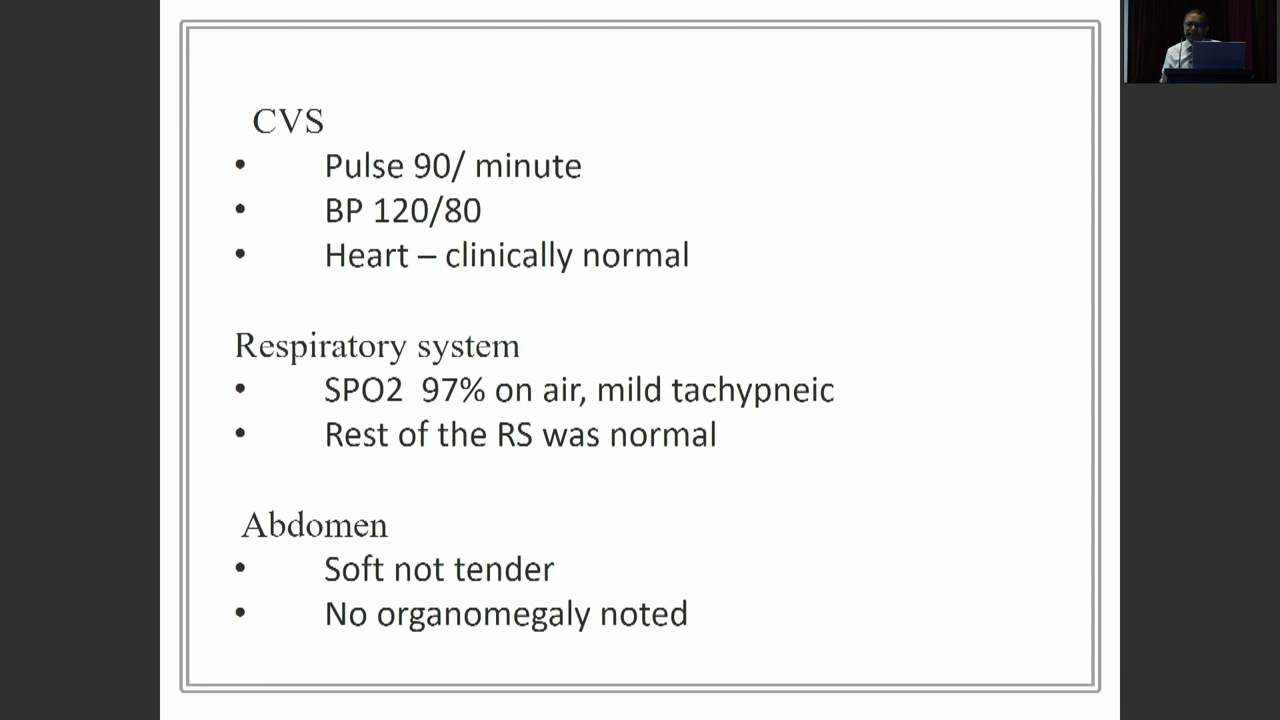 CVS
• Pulse 90/ minute
• BP 120/80
• Heart – clinically normal
Respiratory system
• SPO2 97% on air, mild tachypneic
• Rest of the RS was normal
Abdomen
• Soft not tender
• No organomegaly noted